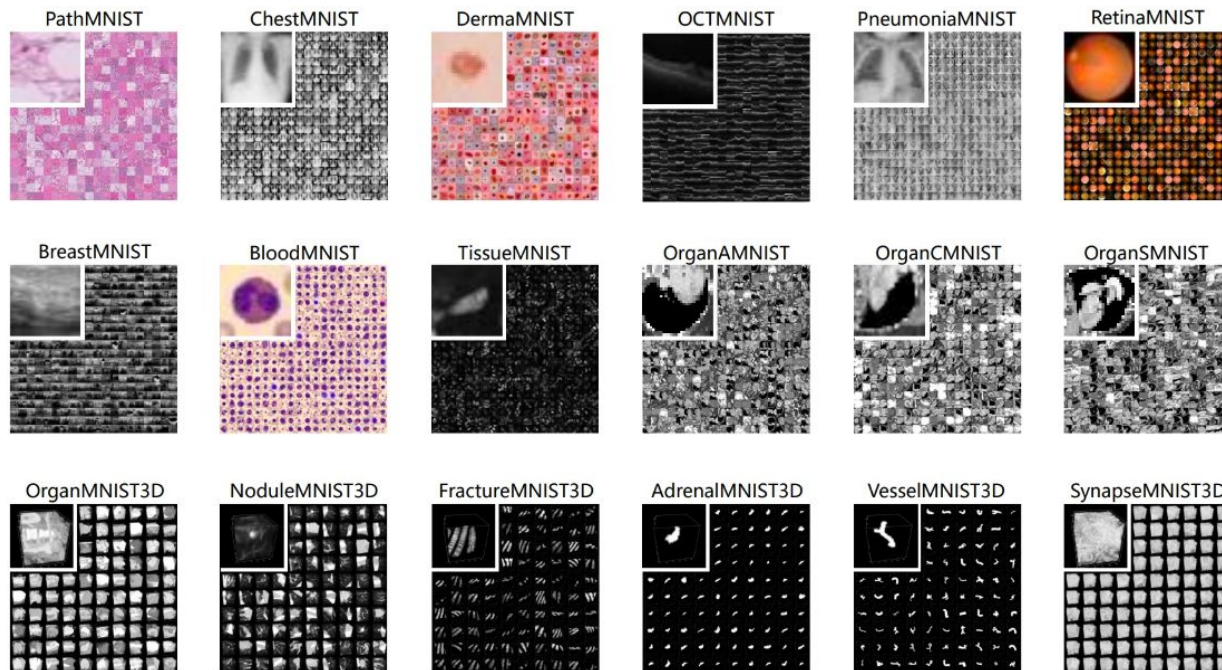 PathMNIST ChestMNIST DermaMNIST OCTMNIST PneumoniaMNIST RetinaMNIST
BreastMNIST BloodMNIST TissueMNIST OrganAMNIST OrganCMNIST OrganSMNIST
OrganMNIST3D NoduleMNIST3D FractureMNIST3D AdrenalMNIST3D VesselMNIST3D SynapseMNIST3D